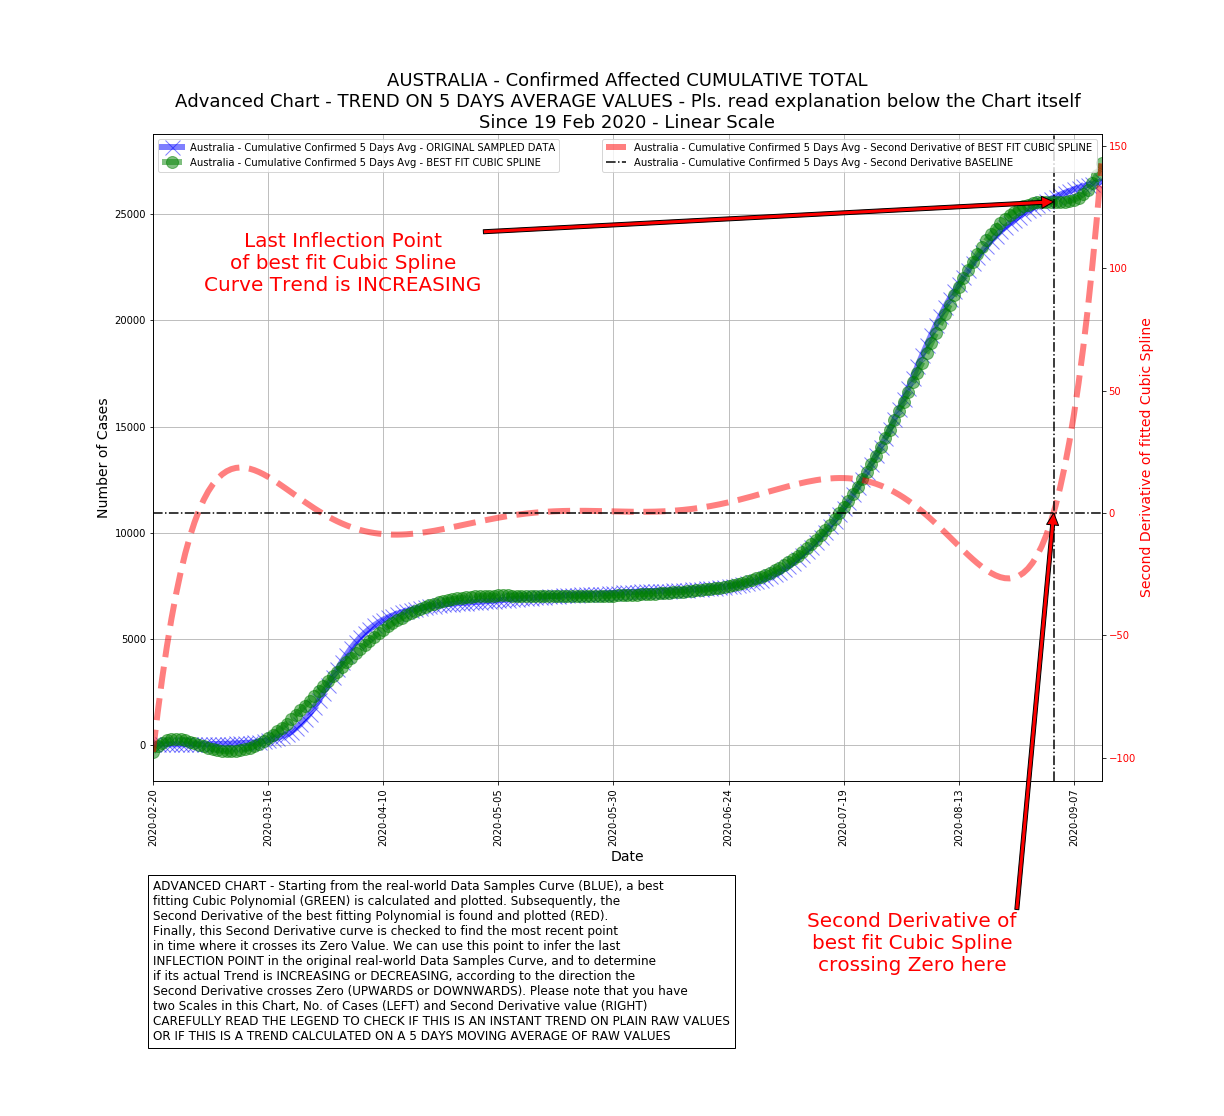 AUSTRALIA - Confirmed Affected CUMULATIVE TOTAL
Advanced Chart - TREND ON 5 DAYS AVERAGE VALUES - Pls. read explanation below the Chart itself
Since 19 Feb 2020 - Linear Scale
Australia - Cumulative Confirmed 5 Days Avg - ORIGINAL SAMPLED DATA
Australia - Cumulative Confirmed 5 Days Avg - BEST FIT CUBIC SPLINE
Australia - Cumulative Confirmed 5 Days Avg - Second Derivative of BEST FIT CUBIC SPLINE
Australia - Cumulative Confirmed 5 Days Avg - Second Derivative BASELINE
Last Inflection Point
of best fit Cubic Spline
Curve Trend is INCREASING
Number of Cases
25000
20000
15000
10000
5000
0
150
100
50
0
−50
−100
Second Derivative of fitted Cubic Spline
2020-02-20
2020-03-16
2020-04-10
2020-05-05
2020-05-30
2020-06-24
2020-07-19
2020-08-13
2020-09-07
Date
ADVANCED CHART - Starting from the real-world Data Samples Curve (BLUE), a best
fitting Cubic Polynomial (GREEN) is calculated and plotted. Subsequently, the
Second Derivative of the best fitting Polynomial is found and plotted (RED).
Finally, this Second Derivative curve is checked to find the most recent point
in time where it crosses its Zero Value. We can use this point to infer the last
INFLECTION POINT in the original real-world Data Samples Curve, and to determine
if its actual Trend is INCREASING or DECREASING, according to the direction the
Second Derivative crosses Zero (UPWARDS or DOWNWARDS). Please note that you have
two Scales in this Chart, No. of Cases (LEFT) and Second Derivative value (RIGHT)
CAREFULLY READ THE LEGEND TO CHECK IF THIS IS AN INSTANT TREND ON PLAIN RAW VALUES
OR IF THIS IS A TREND CALCULATED ON A 5 DAYS MOVING AVERAGE OF RAW VALUES
Second Derivative of
best fit Cubic Spline
crossing Zero here